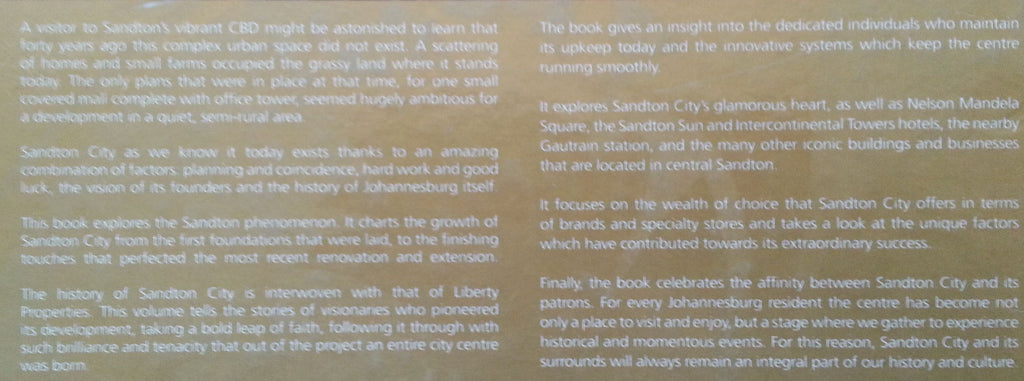 A visitor to Sandton's vibrant CBD might be astonished to learn that
forty years ago this complex urban space did not exist. A scattering
of homes and small farms occupied the grassy land where it stands
today. The only plans that were in place at that time, for one small
covered mall complete with office tower, seemed hugely ambitious for
a development in a quiet, semi-rural area.
Sandton City as we know it today exists thanks to an amazing
combination of factors: planning and coincidence, hard work and good
luck, the vision of its founders and the history of Johannesburg itself.
This book explores the Sandton phenomenon. It charts the growth of
Sandton City from the first foundations that were laid, to the finishing
touches that perfected the most recent renovation and extension.
The history of Sandton City is interwoven with that of Liberty
Properties. This volume tells the stories of visionaries who pioneered
its development, taking a bold leap of faith, following it through with
such brilliance and tenacity that out of the project an entire city centre
was born.
The book gives an insight into the dedicated individuals who maintain
its upkeep today and the innovative systems which keep the centre
running smoothly.
It explores Sandton City's glamorous heart, as well as Nelson Mandela
Square, the Sandton Sun and Intercontinental Towers hotels, the nearby
Gautrain station, and the many other iconic buildings and businesses
that are located in central Sandton.
It focuses on the wealth of choice that Sandton City offers in terms
of brands and specialty stores and takes a look at the unique factors
which have contributed towards its extraordinary success.
Finally, the book celebrates the affinity between Sandton City and its
patrons. For every Johannesburg resident the centre has become not
only a place to visit and enjoy, but a stage where we gather to experience
historical and momentous events. For this reason, Sandton City and its
surrounds will always remain an integral part of our history and culture.